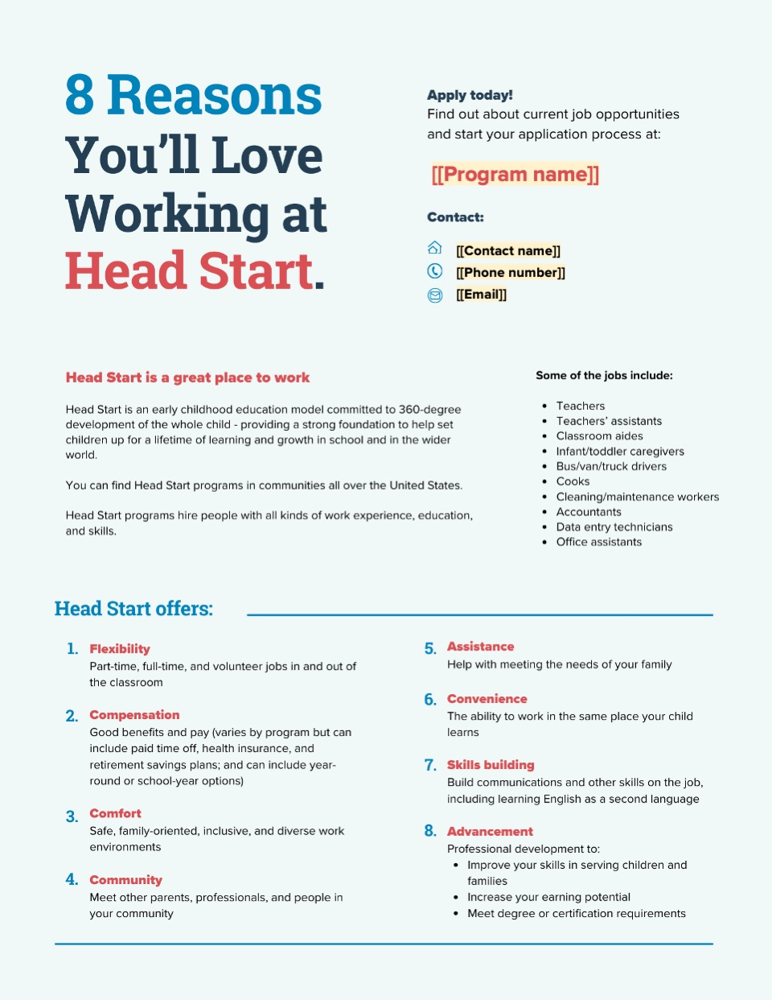 8 Reasons
You’ll Love
Working at
Head Start.
Apply today!
Find out about current job opportunities
and start your application process at:
[[Program name]]
Contact:
[[Contact name]]
[[Phone number]]
[[Email]]
Head Start is a great place to work
Head Start is an early childhood education model committed to 360-degree
development of the whole child - providing a strong foundation to help set
children up for a lifetime of learning and growth in school and in the wider
world.
You can find Head Start programs in communities all over the United States.
Head Start programs hire people with all kinds of work experience, education,
and skills.
Some of the jobs include:
• Teachers
• Teachers’ assistants
• Classroom aides
• Infant/toddler caregivers
• Bus/van/truck drivers
• Cooks
• Cleaning/maintenance workers
• Accountants
• Data entry technicians
• Office assistants
Head Start offers:
1. Flexibility
Part-time, full-time, and volunteer jobs in and out of
the classroom
2. Compensation
Good benefits and pay (varies by program but can
include paid time off, health insurance, and
retirement savings plans; and can include year-
round or school-year options)
3. Comfort
Safe, family-oriented, inclusive, and diverse work
environments
4. Community
Meet other parents, professionals, and people in
your community
5. Assistance
Help with meeting the needs of your family
6. Convenience
The ability to work in the same place your child
learns
7. Skills building
Build communications and other skills on the job,
including learning English as a second language
8. Advancement
Professional development to:
• Improve your skills in serving children and
families
• Increase your earning potential
• Meet degree or certification requirements